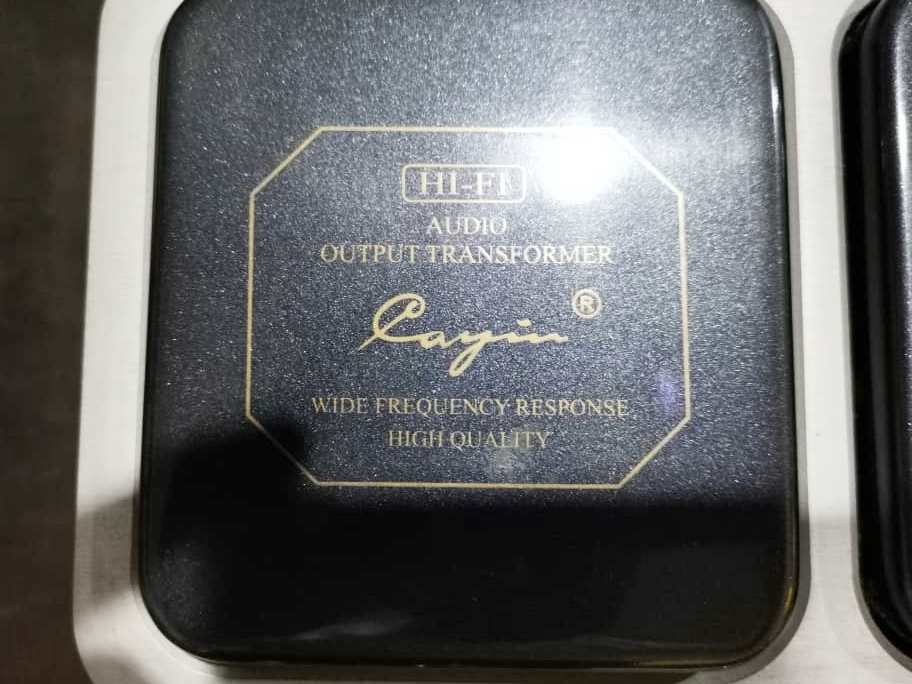 HI-FI
AUDIO
OUTPUT TRANSFORMER
Cayin ®
WIDE FREQUENCY RESPONSE
HIGH QUALITY